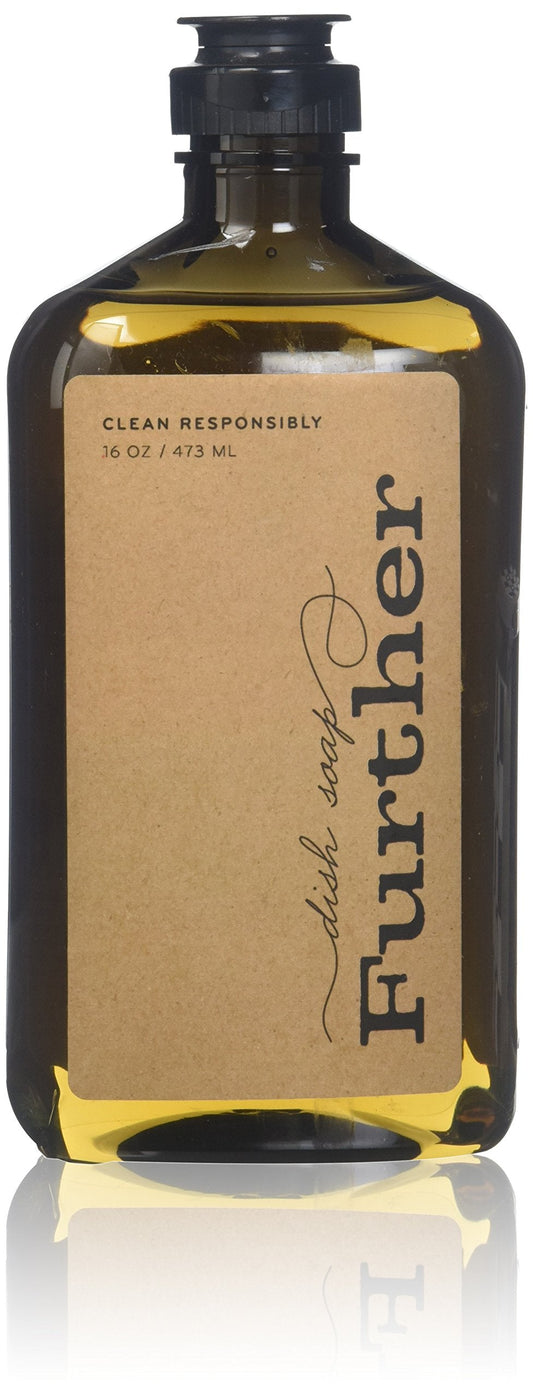 CLEAN RESPONSIBLY
16 OZ / 473 ML
dish soap
Further